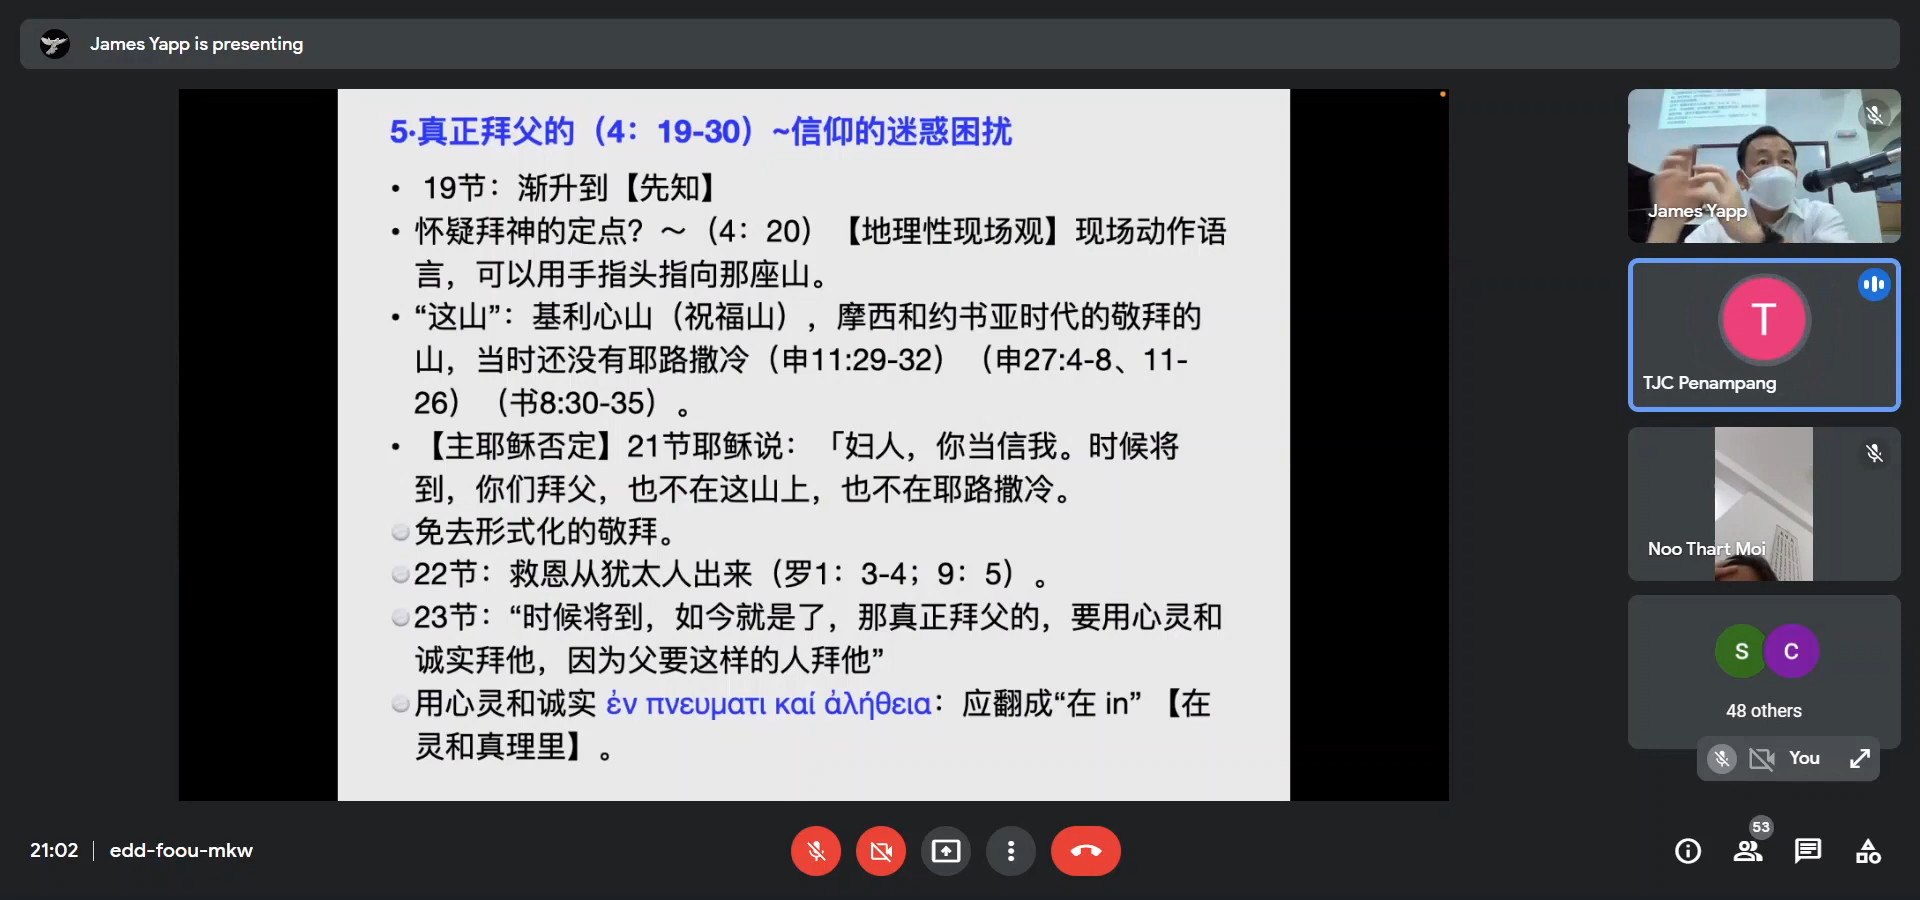 James Yapp is presenting
5·真正拜父的（4：19-30）~信仰的迷惑困扰
• 19节：渐升到【先知】
• 怀疑拜神的定点？～（4：20）【地理性现场观】现场动作语
言，可以用手指头指向那座山。
• “这山”：基利心山（祝福山），摩西和约书亚时代的敬拜的
山，当时还没有耶路撒冷（申11:29-32）（申27:4-8、11-
26）（书8:30-35）。
• 【主耶稣否定】21节耶稣说：「妇人，你当信我。时候将
到，你们拜父，也不在这山上，也不在耶路撒冷。
免去形式化的敬拜。
22节：救恩从犹太人出来（罗1：3-4；9：5）。
23节：“时候将到，如今就是了，那真正拜父的，要用心灵和
诚实拜他，因为父要这样的人拜他”
用心灵和诚实 ἐν πνευματι καί ἀλήθεια：应翻成“在 in”【在
灵和真理里】。
James Yapp
T
TJC Penampang
Noo Thart Moi
S
C
48 others
You
21:02
edd-foou-mkw
53